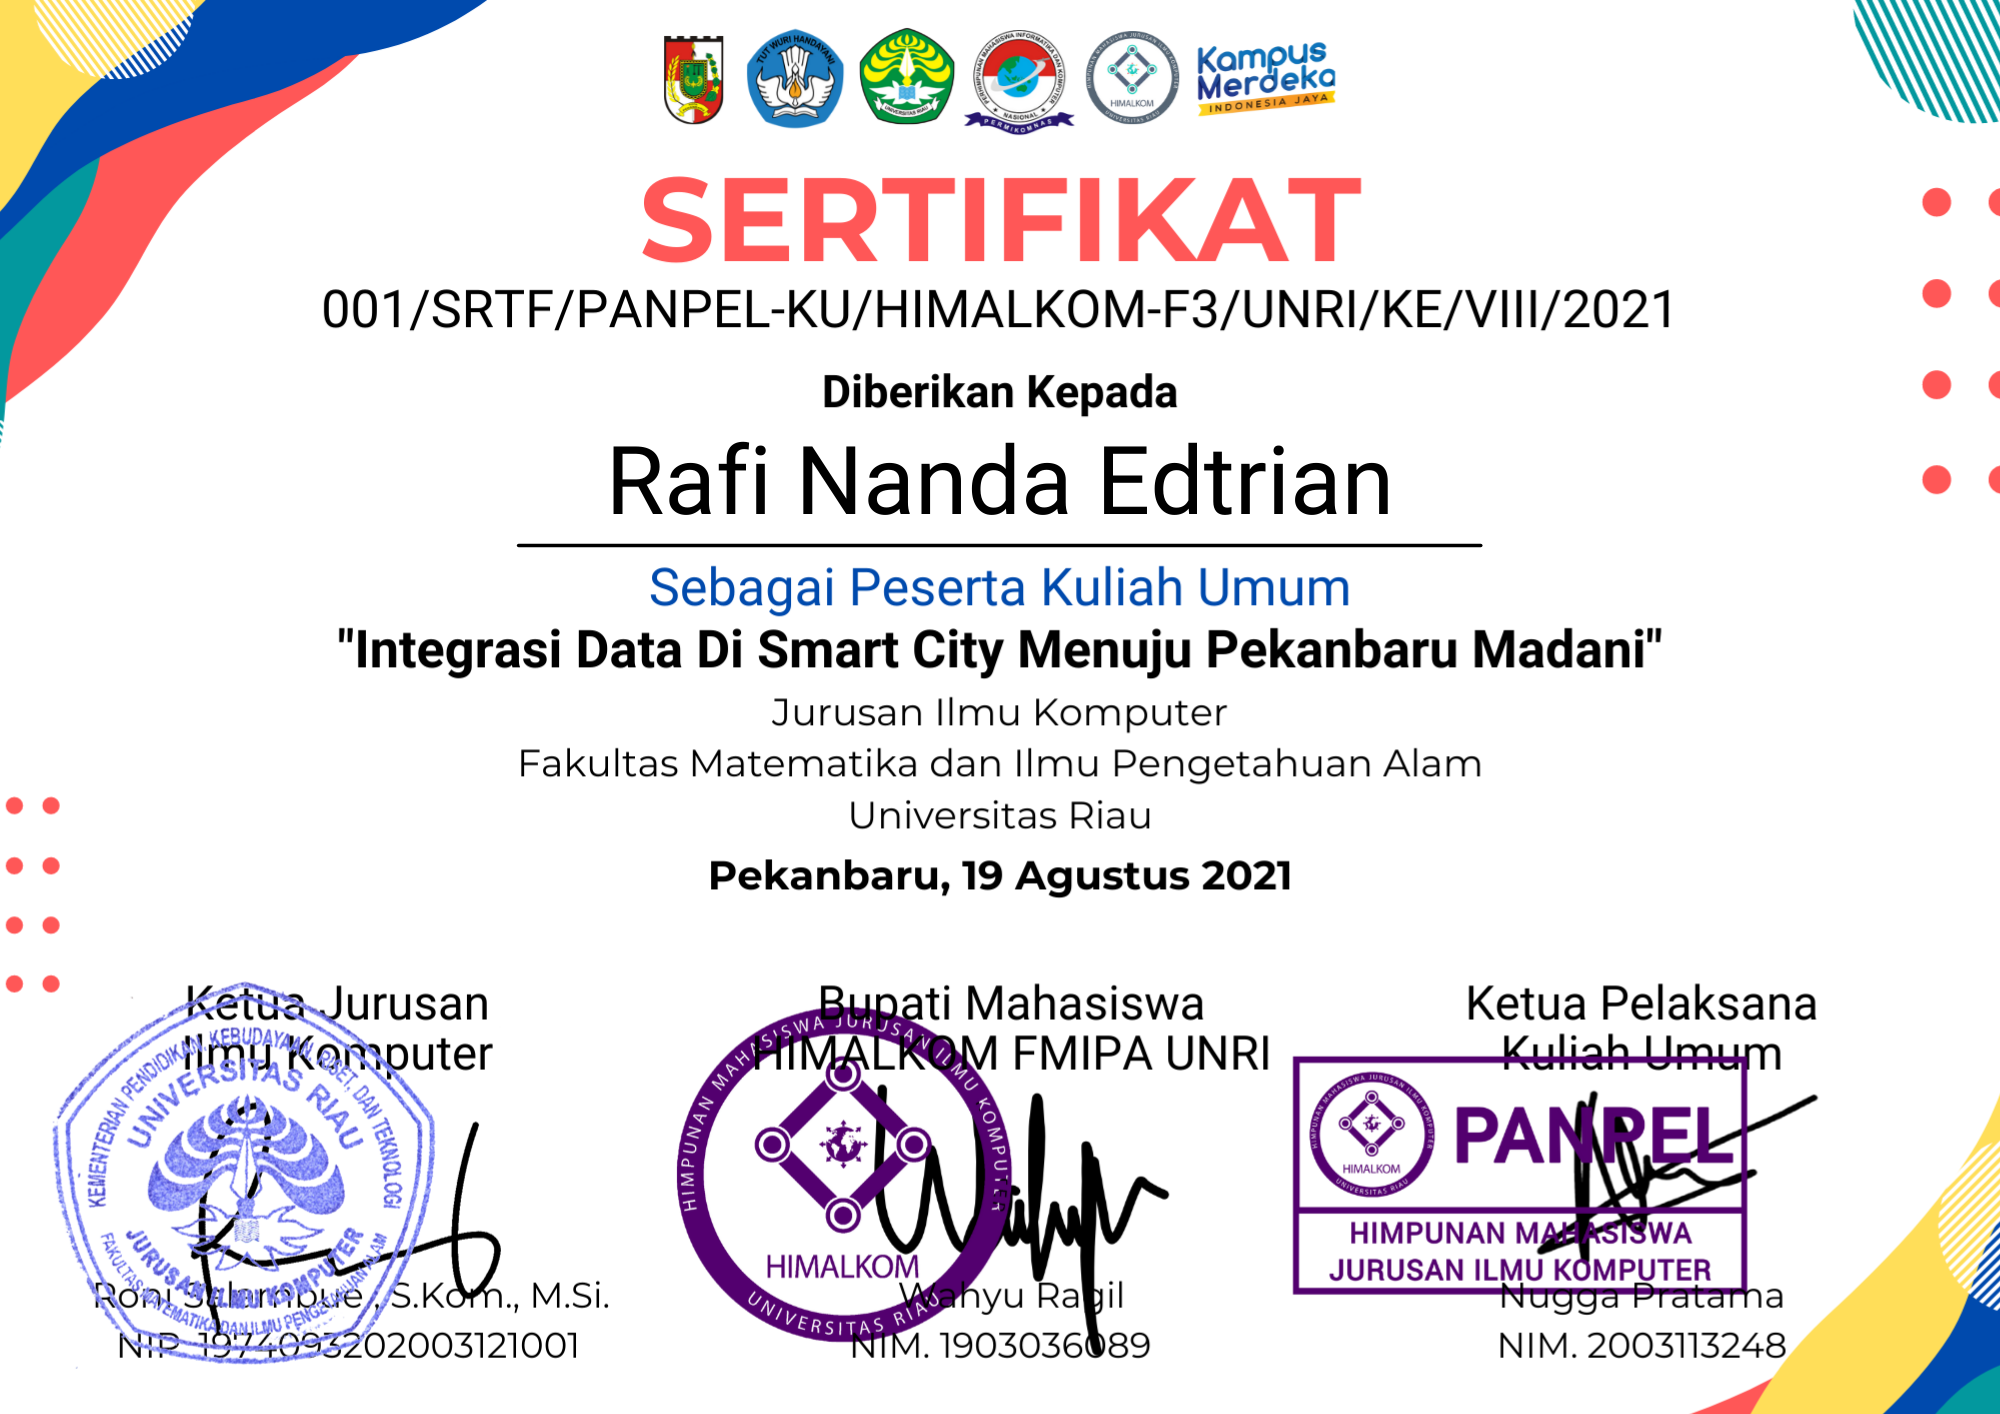 TUT WURI HANDAYANI
UNIVERSITAS RIAU
PERHIMPUNAN MAHASISWA INFORMATIKA DAN KOMPUTER
NASIONAL
PERMIKOMNAS
HIMPUNAN MAHASISWA JURUSAN ILMU KOMPUTER
HIMALKOM
UNIVERSITAS RIAU
Kampus
Merdeka
INDONESIA JAYA
SERTIFIKAT
001/SRTF/PANPEL-KU/HIMALKOM-F3/UNRI/KE/VIII/2021
Diberikan Kepada
Rafi Nanda Edtrian
Sebagai Peserta Kuliah Umum
"Integrasi Data Di Smart City Menuju Pekanbaru Madani"
Jurusan Ilmu Komputer
Fakultas Matematika dan Ilmu Pengetahuan Alam
Universitas Riau
Pekanbaru, 19 Agustus 2021
Ketua Jurusan
Ilmu Komputer
KEMENTERIAN PENDIDIKAN, KEBUDAYAAN, RISET, DAN TEKNOLOGI
UNIVERSITAS RIAU
JURUSAN ILMU KOMPUTER
FAKULTAS MATEMATIKA DAN ILMU PENGETAHUAN ALAM
Roni Salambue, S.Kom., M.Si.
NIP. 1974093202003121001
Bupati Mahasiswa
HIMALKOM FMIPA UNRI
HIMPUNAN MAHASISWA JURUSAN ILMU KOMPUTER
HIMALKOM
UNIVERSITAS RIAU
Wahyu Ragil
NIM. 1903036089
Ketua Pelaksana
Kuliah Umum
HIMPUNAN MAHASISWA JURUSAN ILMU KOMPUTER
HIMALKOM
UNIVERSITAS RIAU
PANPEL
HIMPUNAN MAHASISWA
JURUSAN ILMU KOMPUTER
Nugga Pratama
NIM. 2003113248